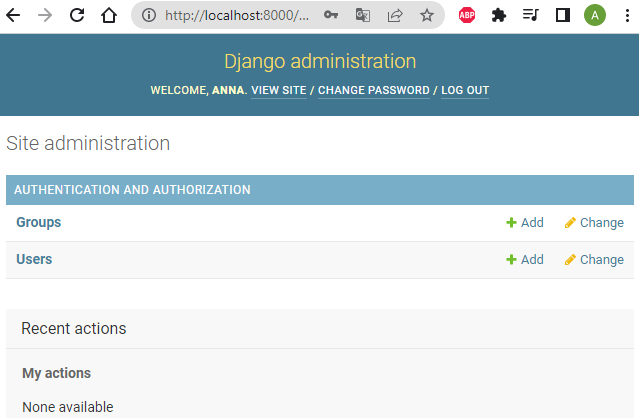 http://localhost:8000/...
ABP
A
Django administration
WELCOME, ANNA. VIEW SITE / CHANGE PASSWORD / LOG OUT
Site administration
AUTHENTICATION AND AUTHORIZATION
Groups Add Change
Users Add Change
Recent actions
My actions
None available